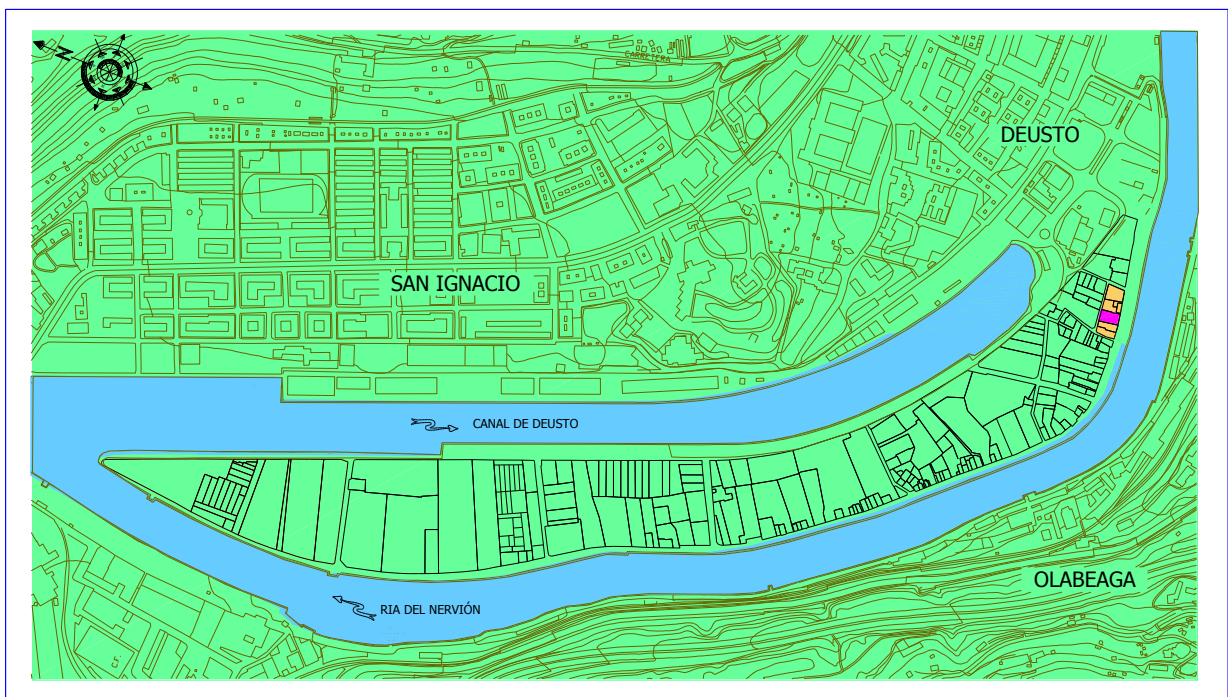 N
CARRETERA
DEUSTO
SAN IGNACIO
CANAL DE DEUSTO
OLABEAGA
RIA DEL NERVIÓN